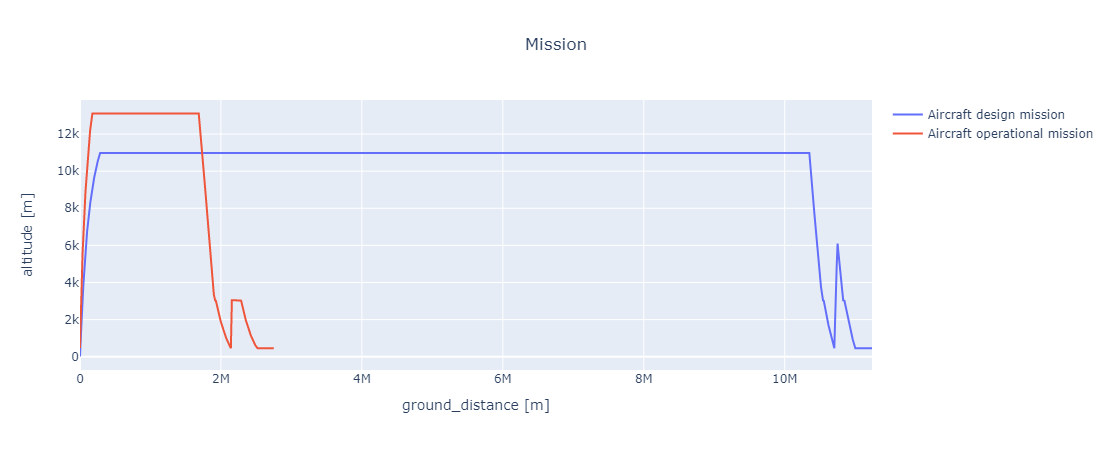 Mission
Aircraft design mission
Aircraft operational mission
altitude [m]
12k
10k
8k
6k
4k
2k
0
0 2M 4M 6M 8M 10M
ground_distance [m]